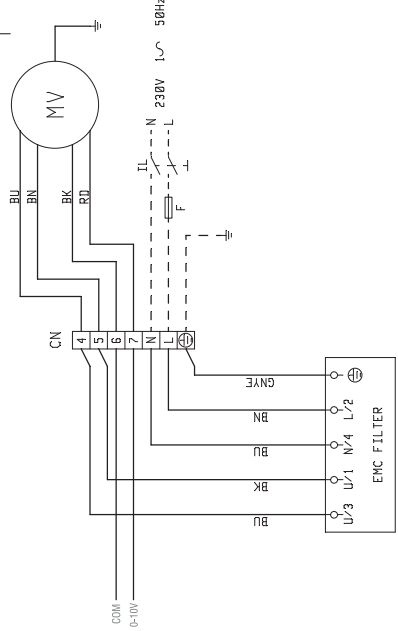 230V 1∿ 50Hz
MV
BU
BN
BK
RD
N
L
IL
F
CN
4
5
6
7
N
L
GNYE
BN
BU
BK
BU
L/2
N/4
U/1
U/3
EMC FILTER
COM
0-10V